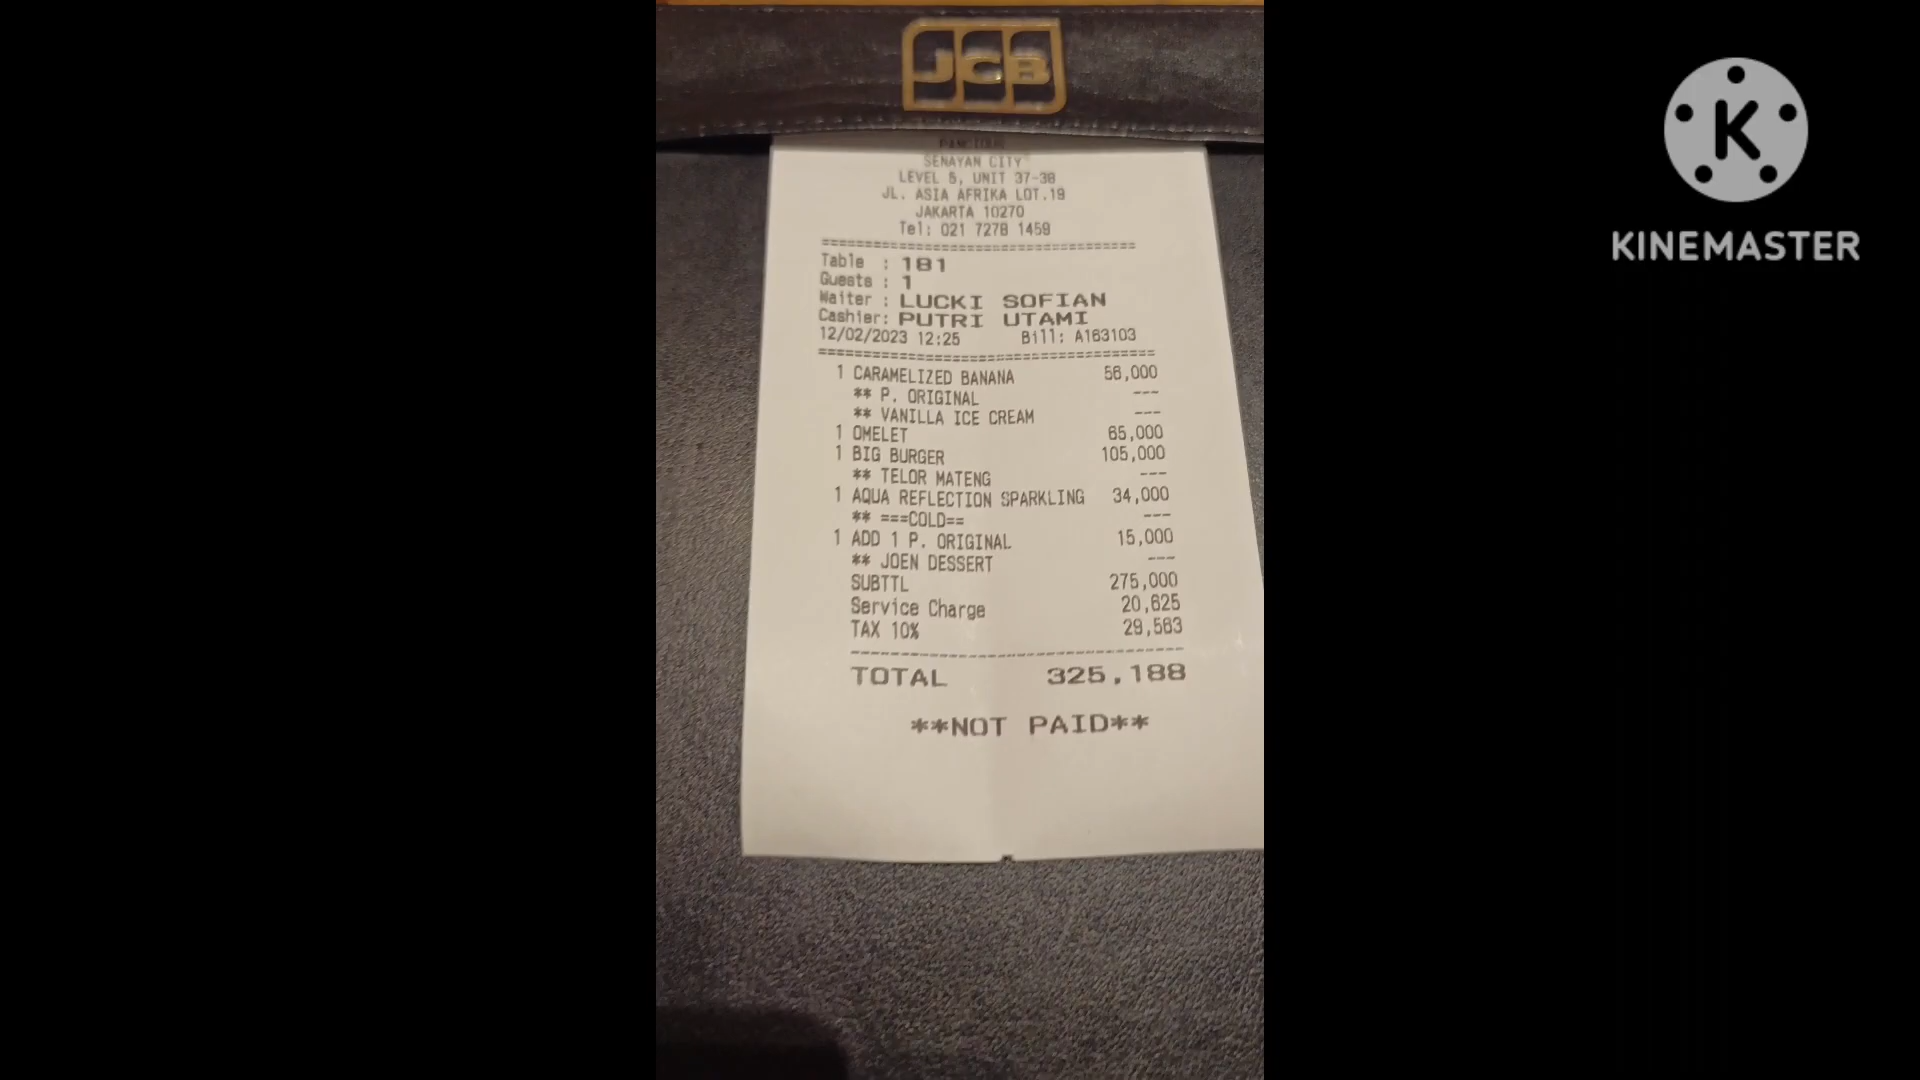 JCB
PANCIOUS
SENAYAN CITY
LEVEL 5, UNIT 37-38
JL. ASIA AFRIKA LOT.19
JAKARTA 10270
Tel: 021 7278 1459
===================================
Table : 181
Guests : 1
Waiter : LUCKI SOFIAN
Cashier: PUTRI UTAMI
12/02/2023 12:25 Bill: A163103
===================================
1 CARAMELIZED BANANA 56,000
** P. ORIGINAL ---
** VANILLA ICE CREAM ---
1 OMELET 65,000
1 BIG BURGER 105,000
** TELOR MATENG ---
1 AQUA REFLECTION SPARKLING 34,000
** ===COLD== ---
1 ADD 1 P. ORIGINAL 15,000
** JOEN DESSERT ---
SUBTTL 275,000
Service Charge 20,625
TAX 10% 29,563
-----------------------------------
TOTAL 325,188
**NOT PAID**
K
KINEMASTER